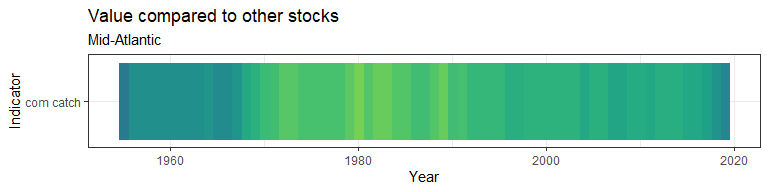 Value compared to other stocks
Mid-Atlantic
Indicator
com catch
1960 1980 2000 2020
Year